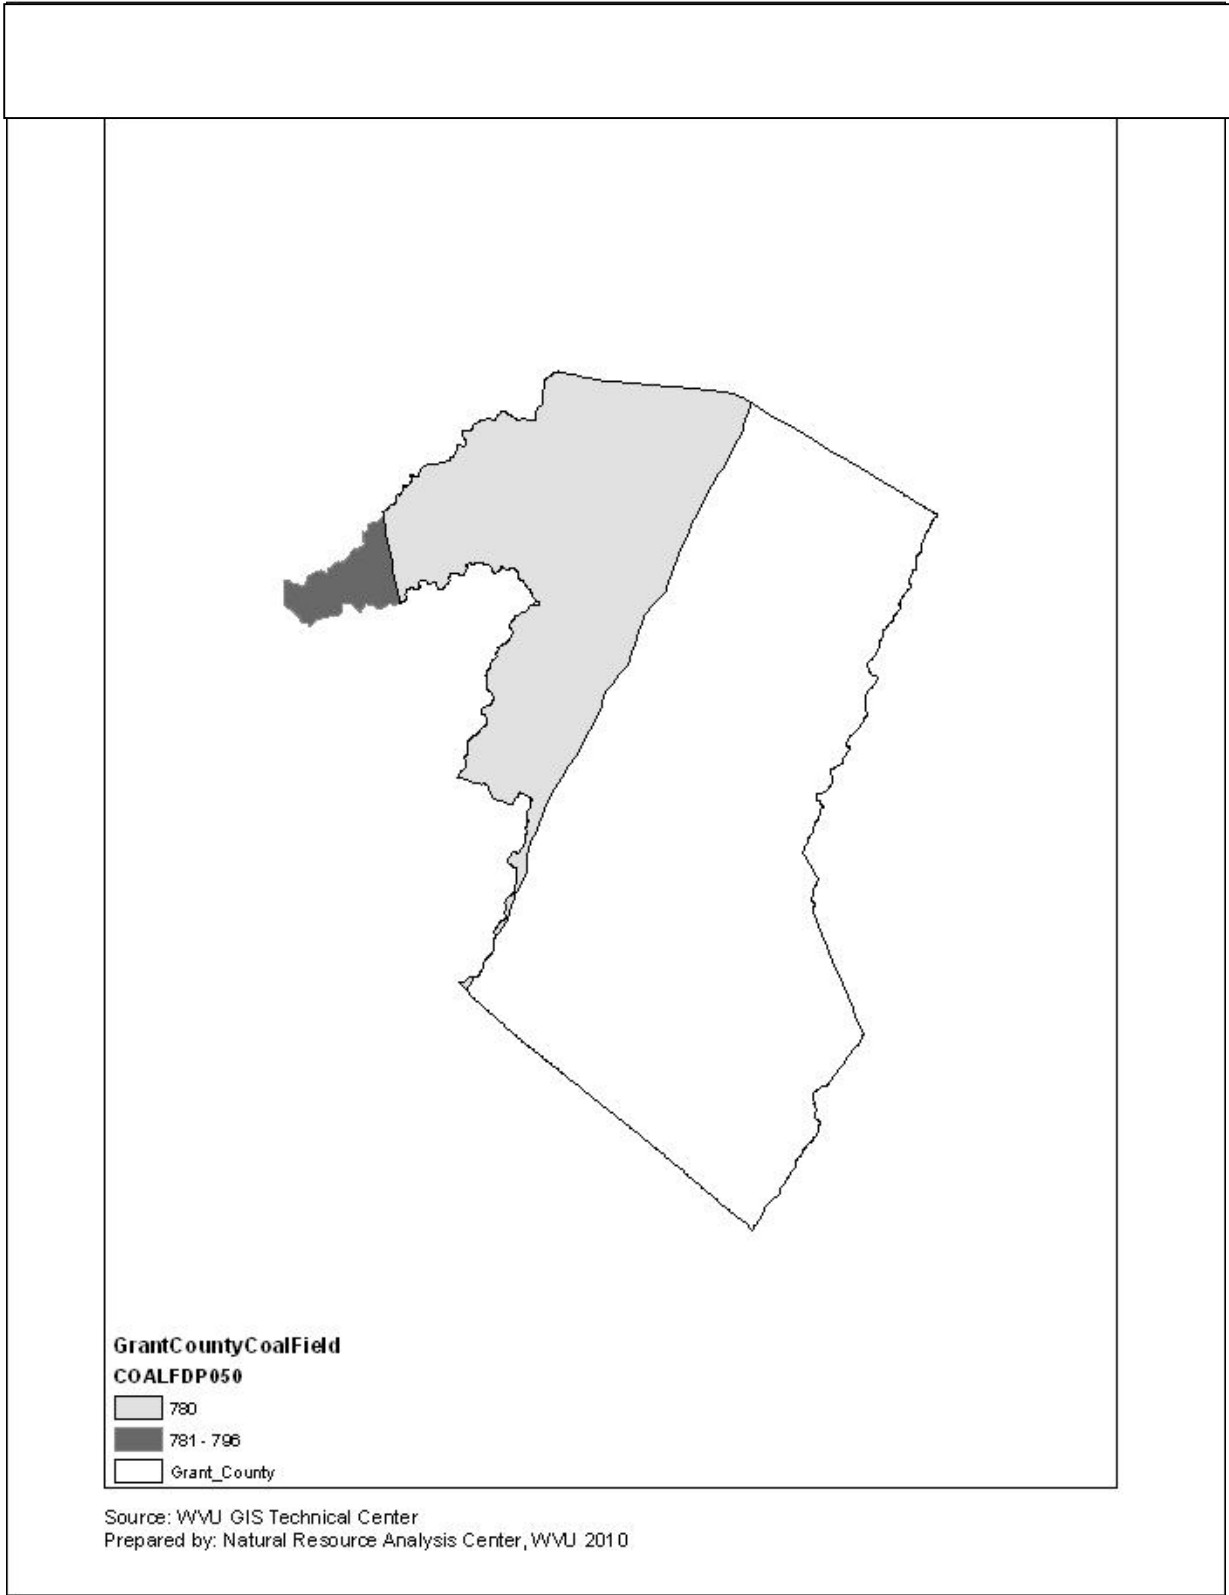 GrantCountyCoalField
COALFDP050
780
781 - 796
Grant_County
Source: WVU GIS Technical Center
Prepared by: Natural Resource Analysis Center, WVU 2010